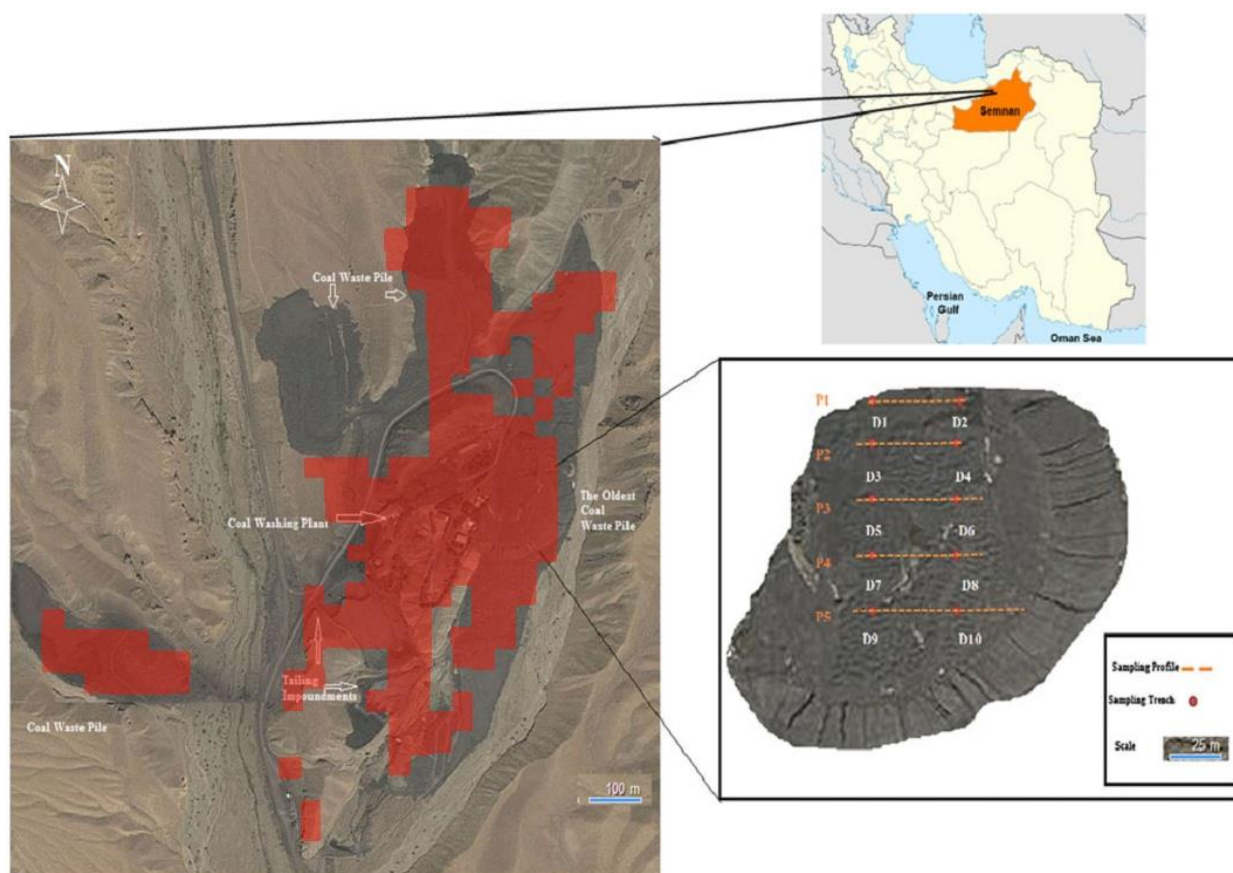 N
Coal Waste Pile
Coal Washing Plant
The Oldest
Coal
Waste Pile
Tailing
Impoundments
Coal Waste Pile
100 m
Semnan
Persian
Gulf
Oman Sea
P1
D1 D2
P2
D3 D4
P3
D5 D6
P4
D7 D8
P5
D9 D10
Sampling Profile
Sampling Trench
Scale 25 m